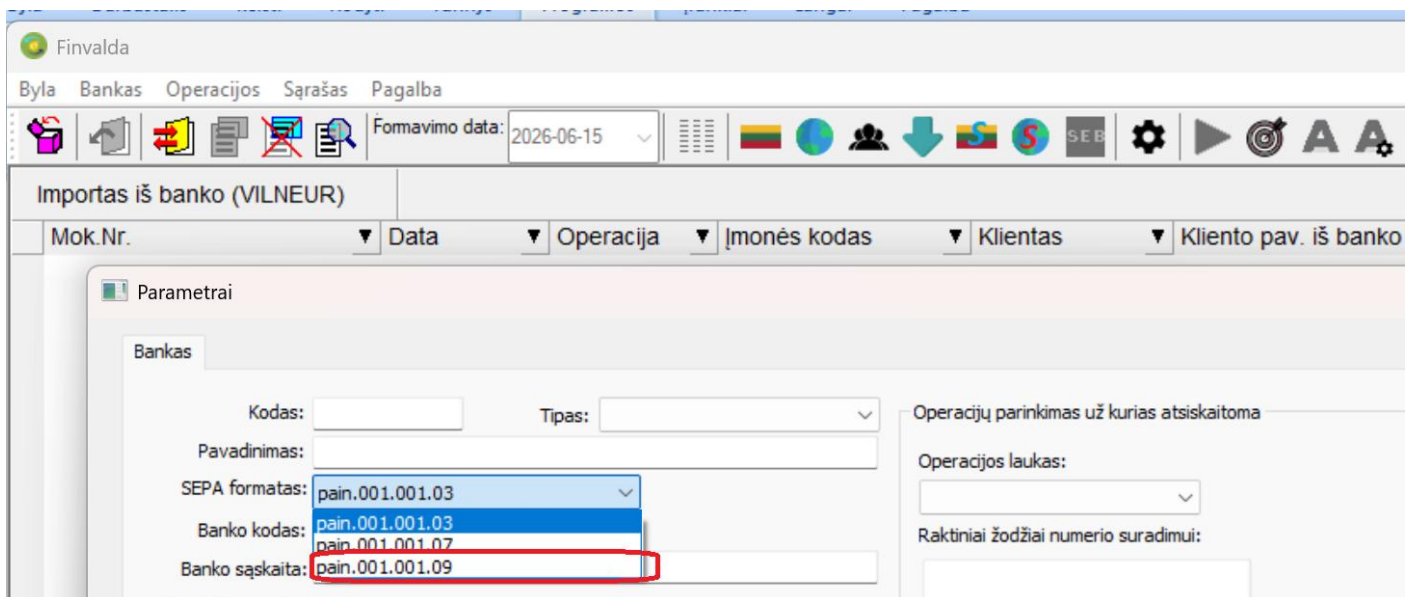 Finvalda
Byla Bankas Operacijos Sąrašas Pagalba
Formavimo data: 2026-06-15
SEB
Importas iš banko (VILNEUR)
Mok.Nr. Data Operacija Įmonės kodas Klientas Kliento pav. iš banko
Parametrai
Bankas
Kodas: Tipas: Operacijų parinkimas už kurias atsiskaitoma
Pavadinimas: Operacijos laukas:
SEPA formatas: pain.001.001.03
Banko kodas: pain.001.001.03 Raktiniai žodžiai numerio suradimui:
pain.001.001.07
Banko sąskaita: pain.001.001.09